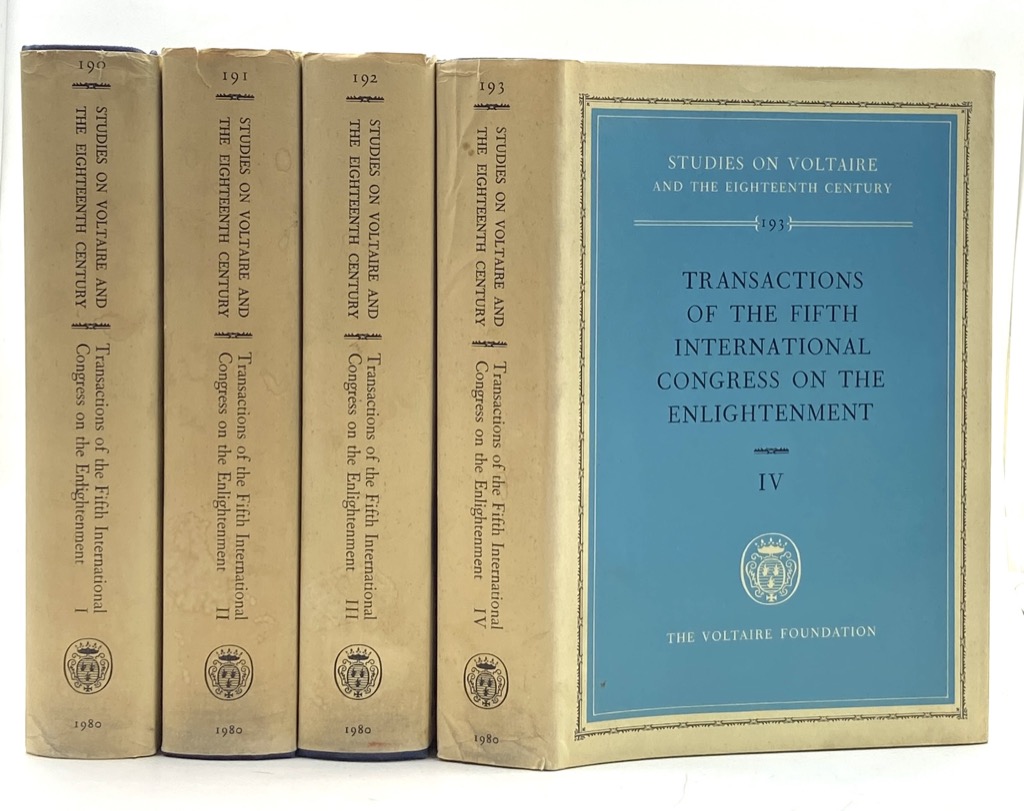 190
STUDIES ON VOLTAIRE AND
THE EIGHTEENTH CENTURY
Transactions of the Fifth International
Congress on the Enlightenment I
1980
191
STUDIES ON VOLTAIRE AND
THE EIGHTEENTH CENTURY
Transactions of the Fifth International
Congress on the Enlightenment II
1980
192
STUDIES ON VOLTAIRE AND
THE EIGHTEENTH CENTURY
Transactions of the Fifth International
Congress on the Enlightenment III
1980
193
STUDIES ON VOLTAIRE AND
THE EIGHTEENTH CENTURY
Transactions of the Fifth International
Congress on the Enlightenment IV
1980
STUDIES ON VOLTAIRE
AND THE EIGHTEENTH CENTURY
193
TRANSACTIONS
OF THE FIFTH
INTERNATIONAL
CONGRESS ON THE
ENLIGHTENMENT
IV
THE VOLTAIRE FOUNDATION